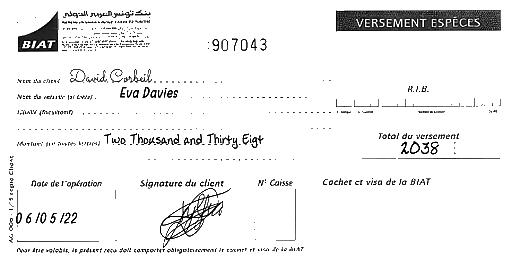 بنك تونس العربي الدولي
BIAT
VERSEMENT ESPÈCES
907043
Nom du client David Corbeil
Nom du remettant (si tiers) . Eva Davies
R.I.B.
Libellé (facultatif)
Montant (en toutes lettres) Two Thousand and Thirty Eigt
Total du versement
2038
Date de l'opération
Signature du client
N° Caisse
Cachet et visa de la BIAT
06/05/22
Pour être valable, le présent reçu doit comporter obligatoirement le cachet et visa de la BIAT